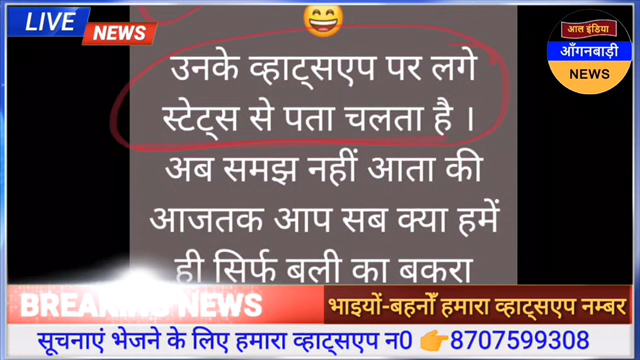 LIVE
NEWS
आल इंडिया
आँगनबाड़ी
NEWS
उनके व्हाट्सएप पर लगे
स्टेट्स से पता चलता है ।
अब समझ नहीं आता की
आजतक आप सब क्या हमें
ही सिर्फ बली का बकरा
BREAKING NEWS
भाइयों-बहनोँ हमारा व्हाट्सएप नम्बर
सूचनाएं भेजने के लिए हमारा व्हाट्सएप न0 👉8707599308